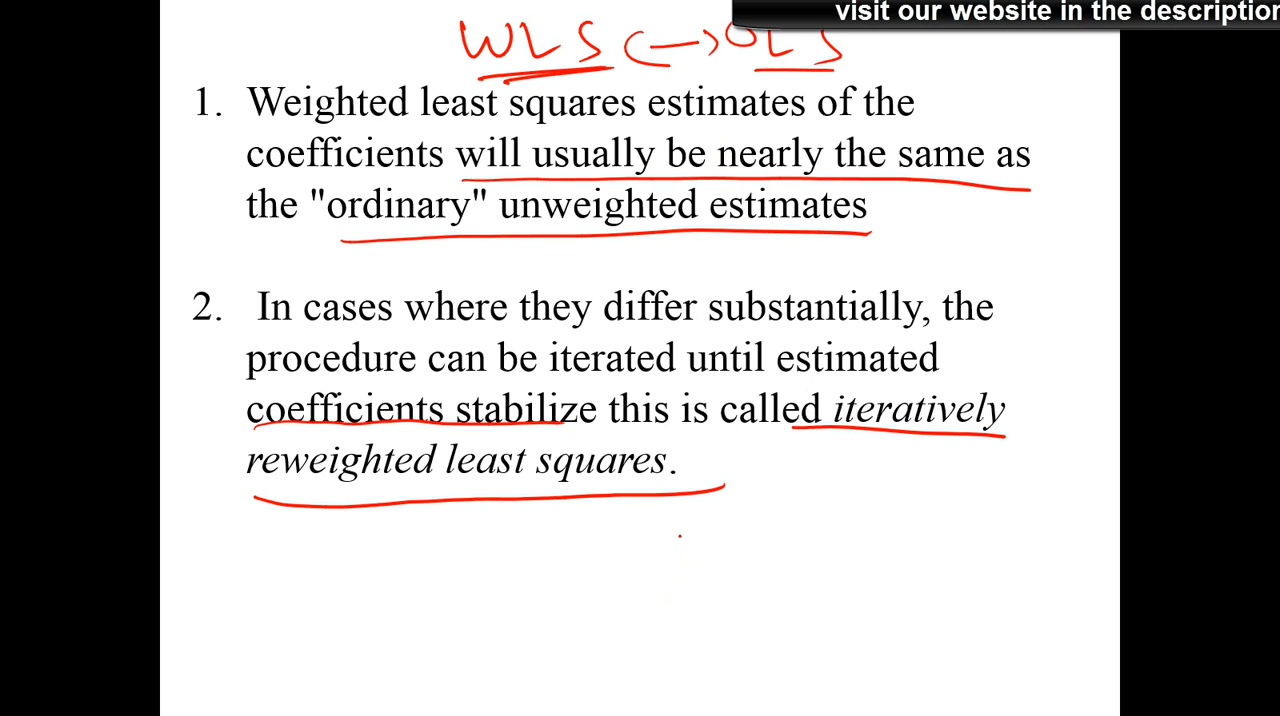 visit our website in the description
WLS ⟷ OLS
1. Weighted least squares estimates of the
coefficients will usually be nearly the same as
the "ordinary" unweighted estimates
2. In cases where they differ substantially, the
procedure can be iterated until estimated
coefficients stabilize this is called iteratively
reweighted least squares.